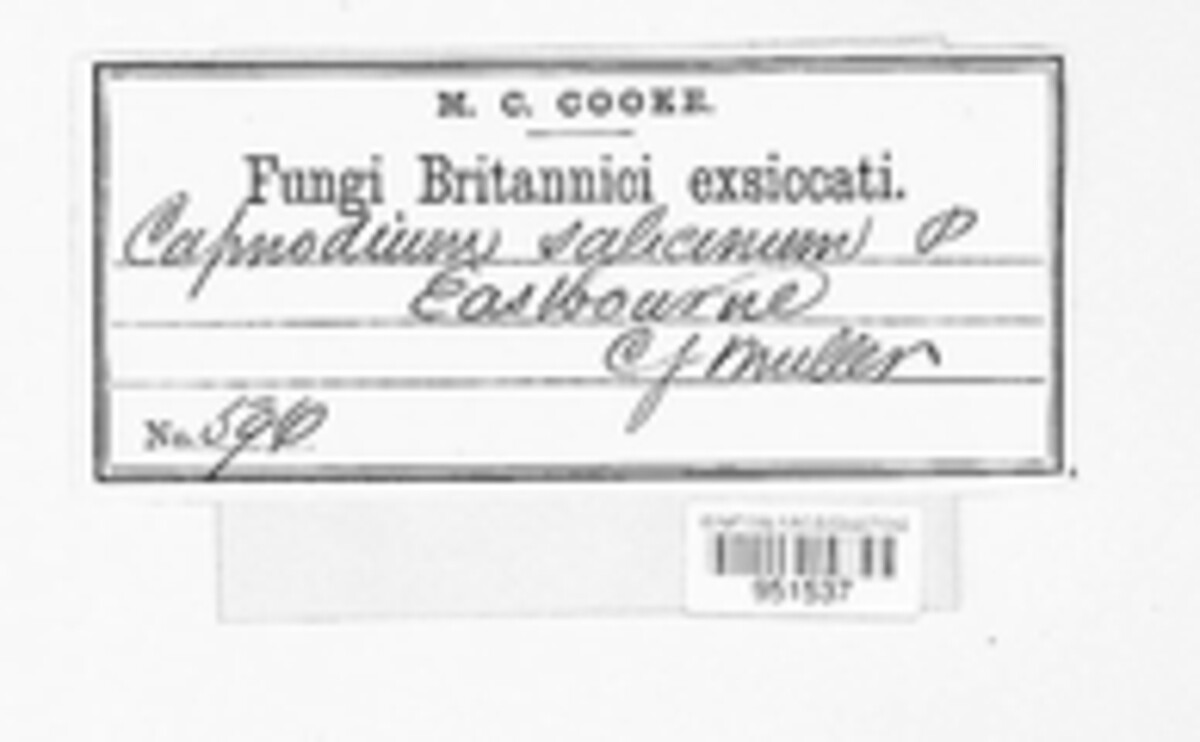 M. C. COOKE.
Fungi Britannici exsiccati.
Capnodium salicinum P
Eastbourne
C J Muller
No. 590
951537